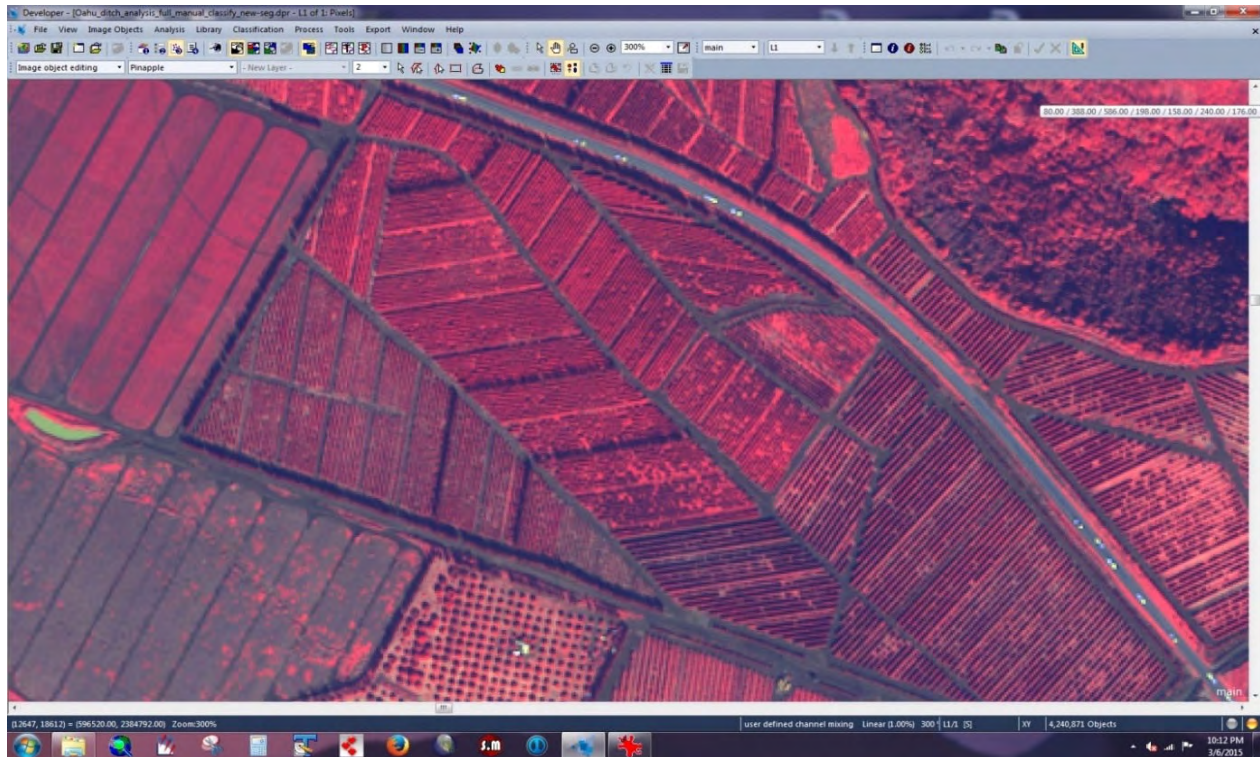 Developer - [Oahu_ditch_analysis_full_manual_classify_new-seg.dpr - L1 of 1: Pixels]
File View Image Objects Analysis Library Classification Process Tools Export Window Help
300% main L1
Image object editing Pinapple - New Layer - 2
80.00 / 388.00 / 586.00 / 198.00 / 158.00 / 240.00 / 176.00
main
(12647, 18612) = (596520.00, 2384792.00) Zoom:300% user defined channel mixing Linear (1.00%) 300 L1/1 [5] XY 4,240,871 Objects
s.m
10:12 PM
3/6/2015